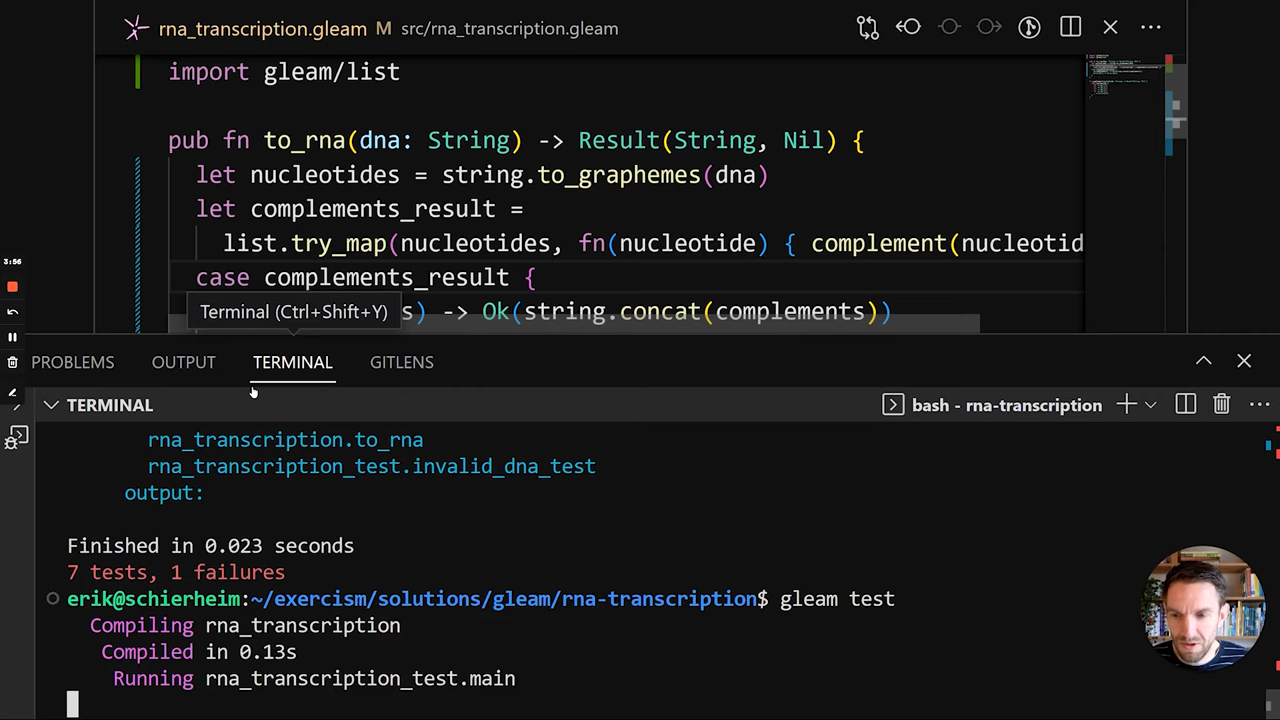 rna_transcription.gleam M src/rna_transcription.gleam
import gleam/list
pub fn to_rna(dna: String) -> Result(String, Nil) {
let nucleotides = string.to_graphemes(dna)
let complements_result =
list.try_map(nucleotides, fn(nucleotide) { complement(nucleotid
3:56
case complements_result {
Terminal (Ctrl+Shift+Y)
s) -> Ok(string.concat(complements))
PROBLEMS OUTPUT TERMINAL GITLENS
TERMINAL bash - rna-transcription
rna_transcription.to_rna
rna_transcription_test.invalid_dna_test
output:
Finished in 0.023 seconds
7 tests, 1 failures
erik@schierheim:~/exercism/solutions/gleam/rna-transcription$ gleam test
Compiling rna_transcription
Compiled in 0.13s
Running rna_transcription_test.main